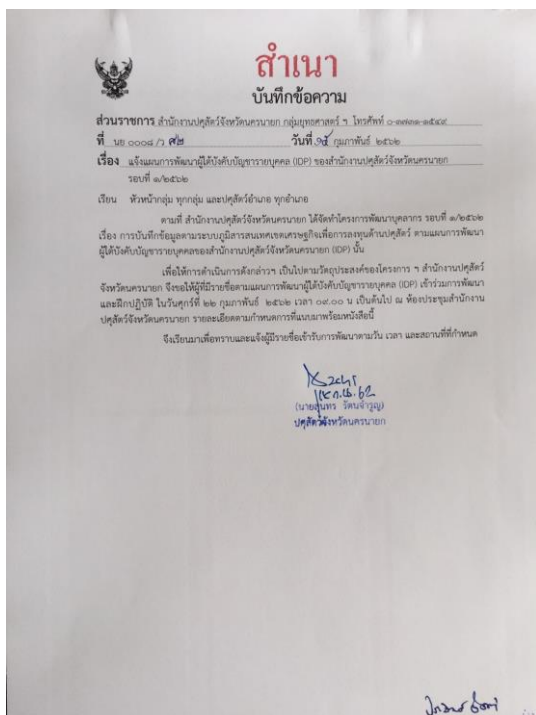 สำเนา
บันทึกข้อความ
ส่วนราชการ สำนักงานปศุสัตว์จังหวัดนครนายก กลุ่มยุทธศาสตร์ ฯ โทรศัพท์ ๐-๓๗๓๑-๑๕๔๙
ที่ นย ๐๐๐๘ /ว ๙๒ วันที่ ๑๕ กุมภาพันธ์ ๒๕๖๒
เรื่อง แจ้งแผนการพัฒนาผู้ใต้บังคับบัญชารายบุคคล (IDP) ของสำนักงานปศุสัตว์จังหวัดนครนายก
รอบที่ ๑/๒๕๖๒
เรียน หัวหน้ากลุ่ม ทุกกลุ่ม และปศุสัตว์อำเภอ ทุกอำเภอ
ตามที่ สำนักงานปศุสัตว์จังหวัดนครนายก ได้จัดทำโครงการพัฒนาบุคลากร รอบที่ ๑/๒๕๖๒
เรื่อง การบันทึกข้อมูลตามระบบภูมิสารสนเทศเขตเศรษฐกิจเพื่อการลงทุนด้านปศุสัตว์ ตามแผนการพัฒนา
ผู้ใต้บังคับบัญชารายบุคคลของสำนักงานปศุสัตว์จังหวัดนครนายก (IDP) นั้น
เพื่อให้การดำเนินการดังกล่าวฯ เป็นไปตามวัตถุประสงค์ของโครงการ ฯ สำนักงานปศุสัตว์
จังหวัดนครนายก จึงขอให้ผู้ที่มีรายชื่อตามแผนการพัฒนาผู้ใต้บังคับบัญชารายบุคคล (IDP) เข้าร่วมการพัฒนา
และฝึกปฏิบัติ ในวันศุกร์ที่ ๒๒ กุมภาพันธ์ ๒๕๖๒ เวลา ๐๙.๐๐ น เป็นต้นไป ณ ห้องประชุมสำนักงาน
ปศุสัตว์จังหวัดนครนายก รายละเอียดตามกำหนดการที่แนบมาพร้อมหนังสือนี้
จึงเรียนมาเพื่อทราบและแจ้งผู้มีรายชื่อเข้ารับการพัฒนาตามวัน เวลา และสถานที่ที่กำหนด
๑๕ ก.พ. ๖๒
(นายสุนทร รัตนจำรูญ)
ปศุสัตว์จังหวัดนครนายก